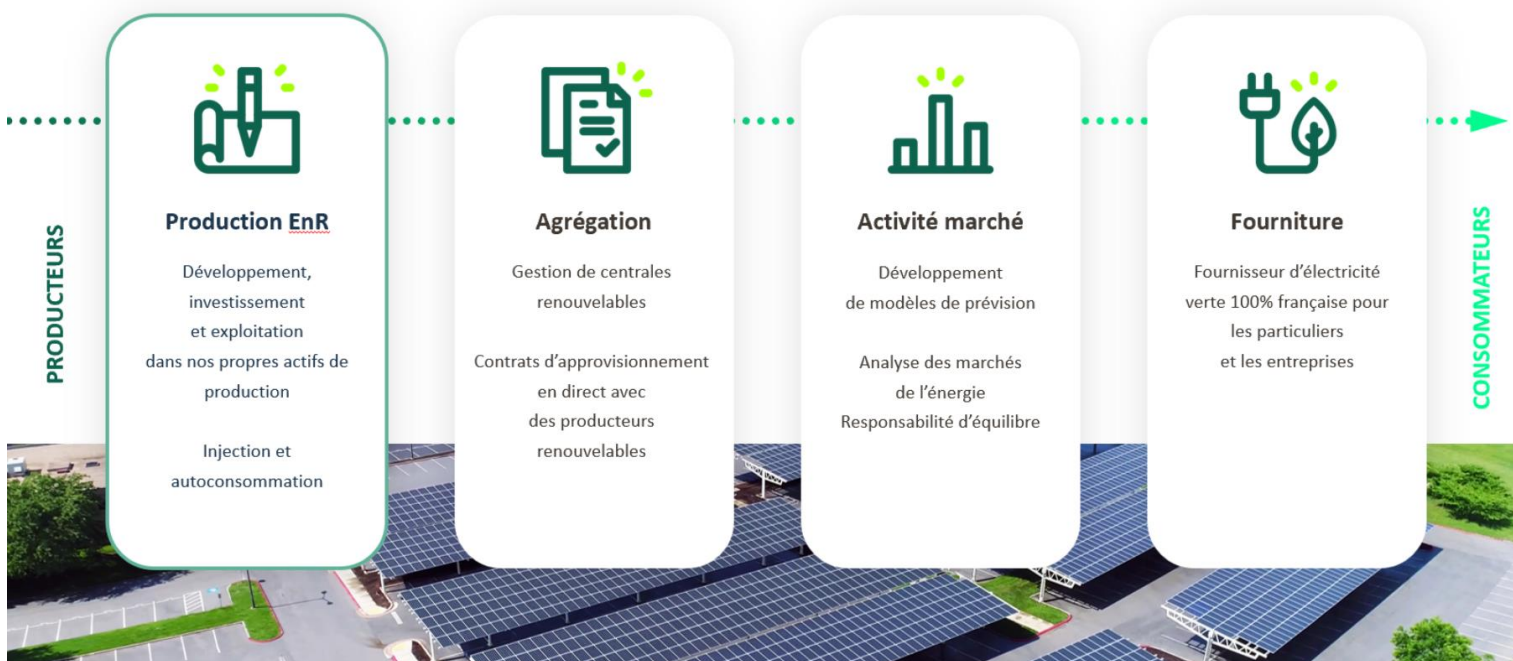 PRODUCTEURS
Production EnR
Développement,
investissement
et exploitation
dans nos propres actifs de
production
Injection et
autoconsommation
Agrégation
Gestion de centrales
renouvelables
Contrats d’approvisionnement
en direct avec
des producteurs
renouvelables
Activité marché
Développement
de modèles de prévision
Analyse des marchés
de l’énergie
Responsabilité d’équilibre
Fourniture
Fournisseur d’électricité
verte 100% française pour
les particuliers
et les entreprises
CONSOMMATEURS